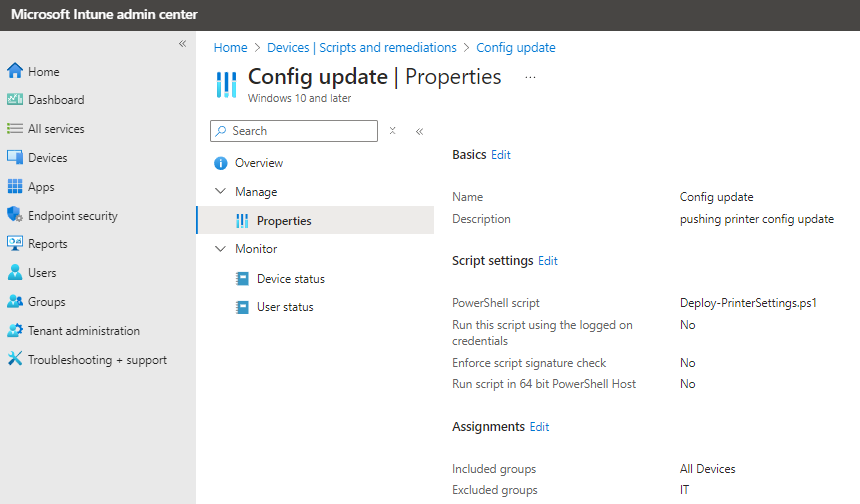 Microsoft Intune admin center
«
Home
Dashboard
All services
Devices
Apps
Endpoint security
Reports
Users
Groups
Tenant administration
Troubleshooting + support
Home > Devices | Scripts and remediations > Config update
Config update | Properties ...
Windows 10 and later
Search
«
Overview
Manage
Properties
Monitor
Device status
User status
Basics Edit
Name Config update
Description pushing printer config update
Script settings Edit
PowerShell script Deploy-PrinterSettings.ps1
Run this script using the logged on No
credentials
Enforce script signature check No
Run script in 64 bit PowerShell Host No
Assignments Edit
Included groups All Devices
Excluded groups IT